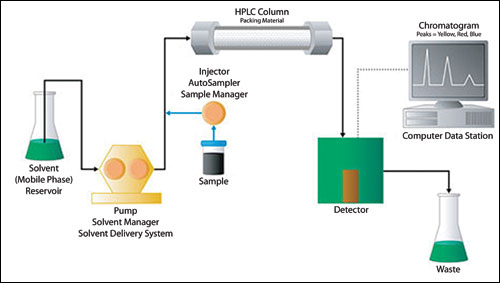 HPLC Column
Packing Material
Chromatogram
Peaks = Yellow, Red, Blue
Injector
AutoSampler
Sample Manager
Computer Data Station
Solvent
(Mobile Phase)
Reservoir
Sample
Pump
Solvent Manager
Solvent Delivery System
Detector
Waste